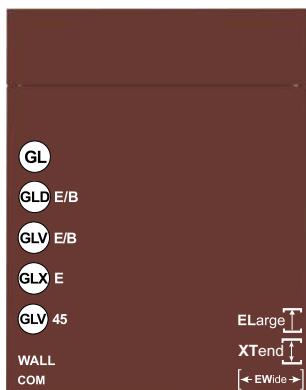 GL
GLD E/B
GLV E/B
GLX E
GLV 45
ELarge
XTend
WALL
COM
EWide